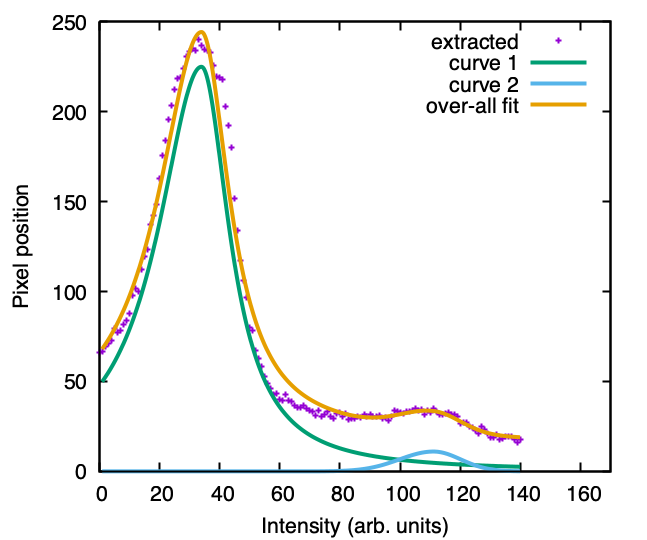 250
200
150
100
50
0
Pixel position
extracted
curve 1
curve 2
over-all fit
0 20 40 60 80 100 120 140 160
Intensity (arb. units)